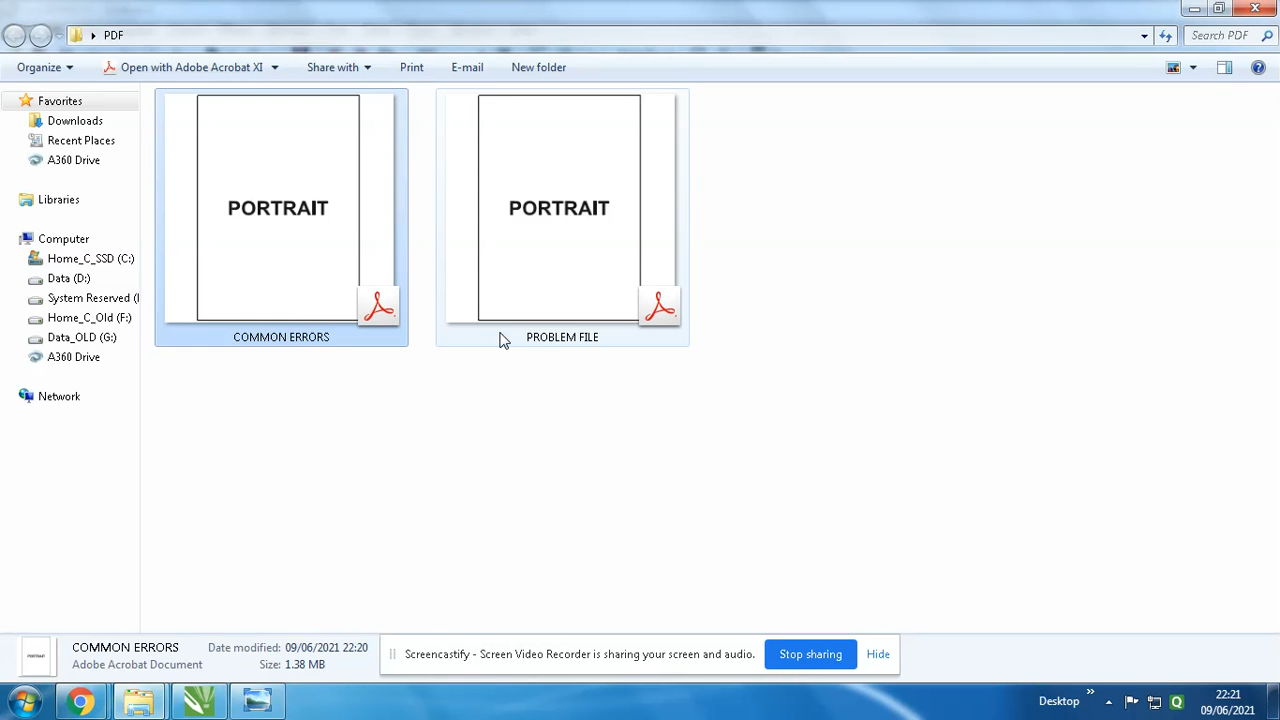 PDF
Search PDF
Organize
Open with Adobe Acrobat XI
Share with
Print
E-mail
New folder
Favorites
Downloads
Recent Places
A360 Drive
Libraries
Computer
Home_C_SSD (C:)
Data (D:)
System Reserved (
Home_C_Old (F:)
Data_OLD (G:)
A360 Drive
Network
PORTRAIT
COMMON ERRORS
PORTRAIT
PROBLEM FILE
PORTRAIT
COMMON ERRORS
Date modified: 09/06/2021 22:20
Adobe Acrobat Document
Size: 1.38 MB
Screencastify - Screen Video Recorder is sharing your screen and audio.
Stop sharing
Hide
Desktop
22:21
09/06/2021